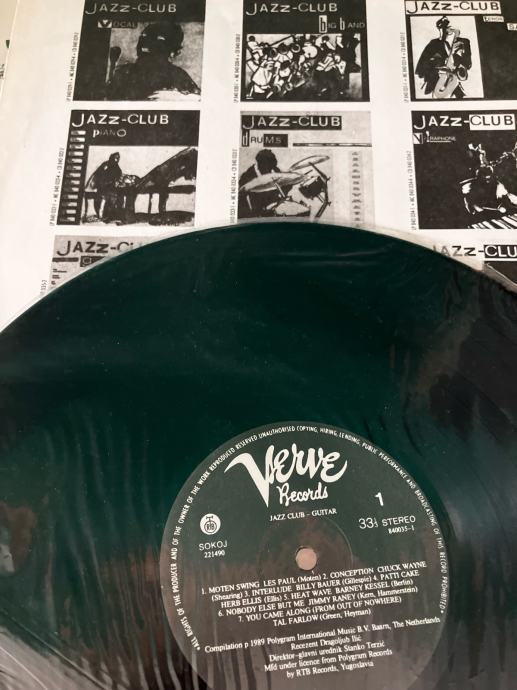 JAZZ-CLUB
VOCAL
JAZZ-CLUB
BIG BAND
JAZZ-CLUB
TENOR
JAZZ-CLUB
PIANO
JAZZ-CLUB
DRUMS
JAZZ-CLUB
VIBRAPHONE
JAZZ-CL
JAZZ-CLU
ALL RIGHTS OF THE PRODUCER AND OF THE OWNER OF THE WORK REPRODUCED RESERVED UNAUTHORISED COPYING, HIRING, LENDING, PUBLIC PERFORMANCE AND BROADCASTING OF THIS RECORD PROHIBITED
Verve
Records
JAZZ CLUB – GUITAR
1
33⅓ STEREO
840035-1
SOKOJ
221490
1. MOTEN SWING LES PAUL (Moten) 2. CONCEPTION CHUCK WAYNE
(Shearing) 3. INTERLUDE BILLY BAUER (Gillespie) 4. PATTI CAKE
HERB ELLIS (Ellis) 5. HEAT WAVE BARNEY KESSEL (Berlin)
6. NOBODY ELSE BUT ME JIMMY RANEY (Kern, Hammerstein)
7. YOU CAME ALONG (FROM OUT OF NOWHERE)
TAL FARLOW (Green, Heyman)
Compilation p 1989 Polygram International Music B.V. Baarn, The Netherlands
Recezent Dragoljub Ilić
Direktor-glavni urednik Stanko Terzić
Mfd under licence from Polygram Records
by RTB Records, Yugoslavia